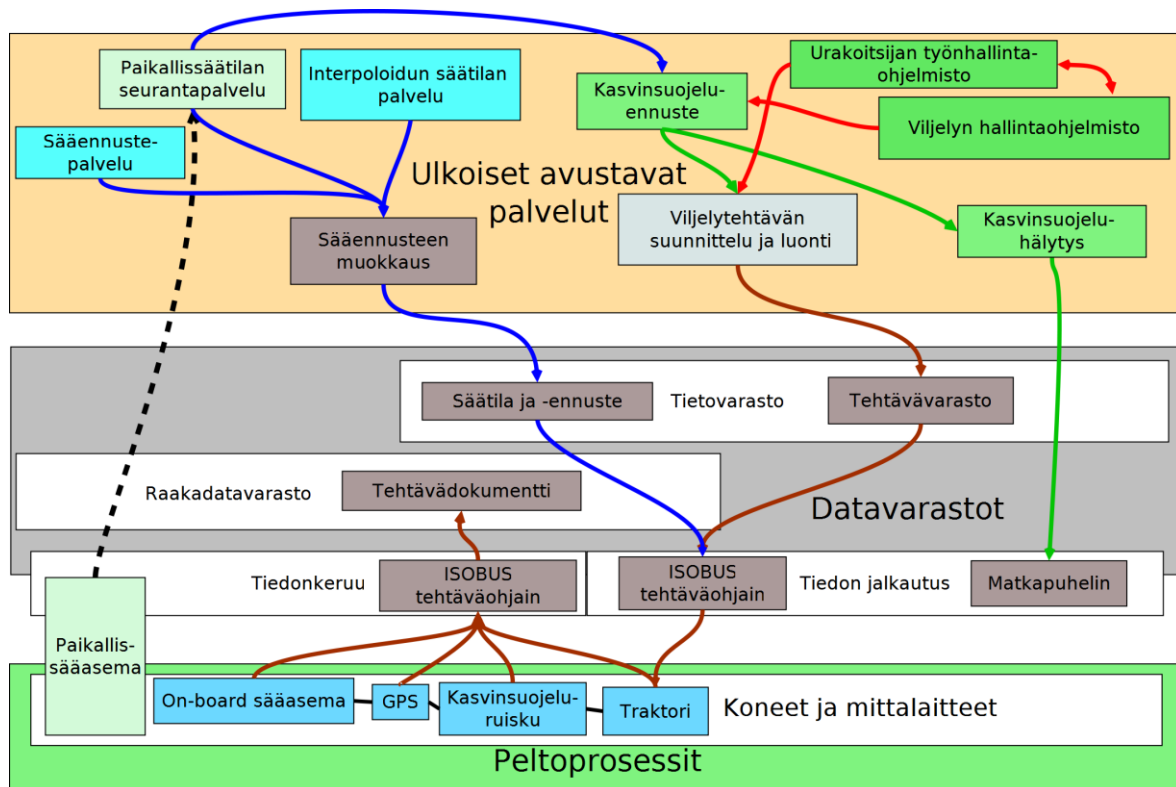 Paikallissäätilan
seurantapalvelu
Interpoloidun säätilan
palvelu
Urakoitsijan työnhallinta-
ohjelmisto
Kasvinsuojelu-
ennuste
Viljelyn hallintaohjelmisto
Sääennuste-
palvelu
Ulkoiset avustavat
palvelut
Sääennusteen
muokkaus
Viljelytehtävän
suunnittelu ja luonti
Kasvinsuojelu-
hälytys
Säätila ja -ennuste
Tietovarasto
Tehtävävarasto
Raakadatavarasto
Tehtävädokumentti
Datavarastot
Tiedonkeruu
ISOBUS
tehtäväohjain
ISOBUS
tehtäväohjain
Tiedon jalkautus
Matkapuhelin
Paikallis-
sääasema
On-board sääasema
GPS
Kasvinsuojelu-
ruisku
Traktori
Koneet ja mittalaitteet
Peltoprosessit